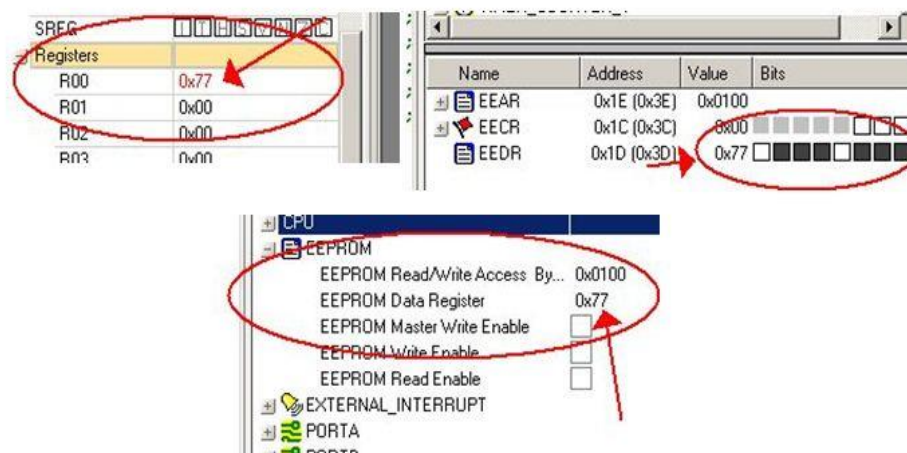 SREG I T H S V N Z C
Registers
R00 0x77
R01 0x00
R02 0x00
R03 0x00
Name Address Value Bits
EEAR 0x1E (0x3E) 0x0100
EECR 0x1C (0x3C) 0x00
EEDR 0x1D (0x3D) 0x77
CPU
EEPROM
EEPROM Read/Write Access By... 0x0100
EEPROM Data Register 0x77
EEPROM Master Write Enable
EEPROM Write Enable
EEPROM Read Enable
EXTERNAL_INTERRUPT
PORTA